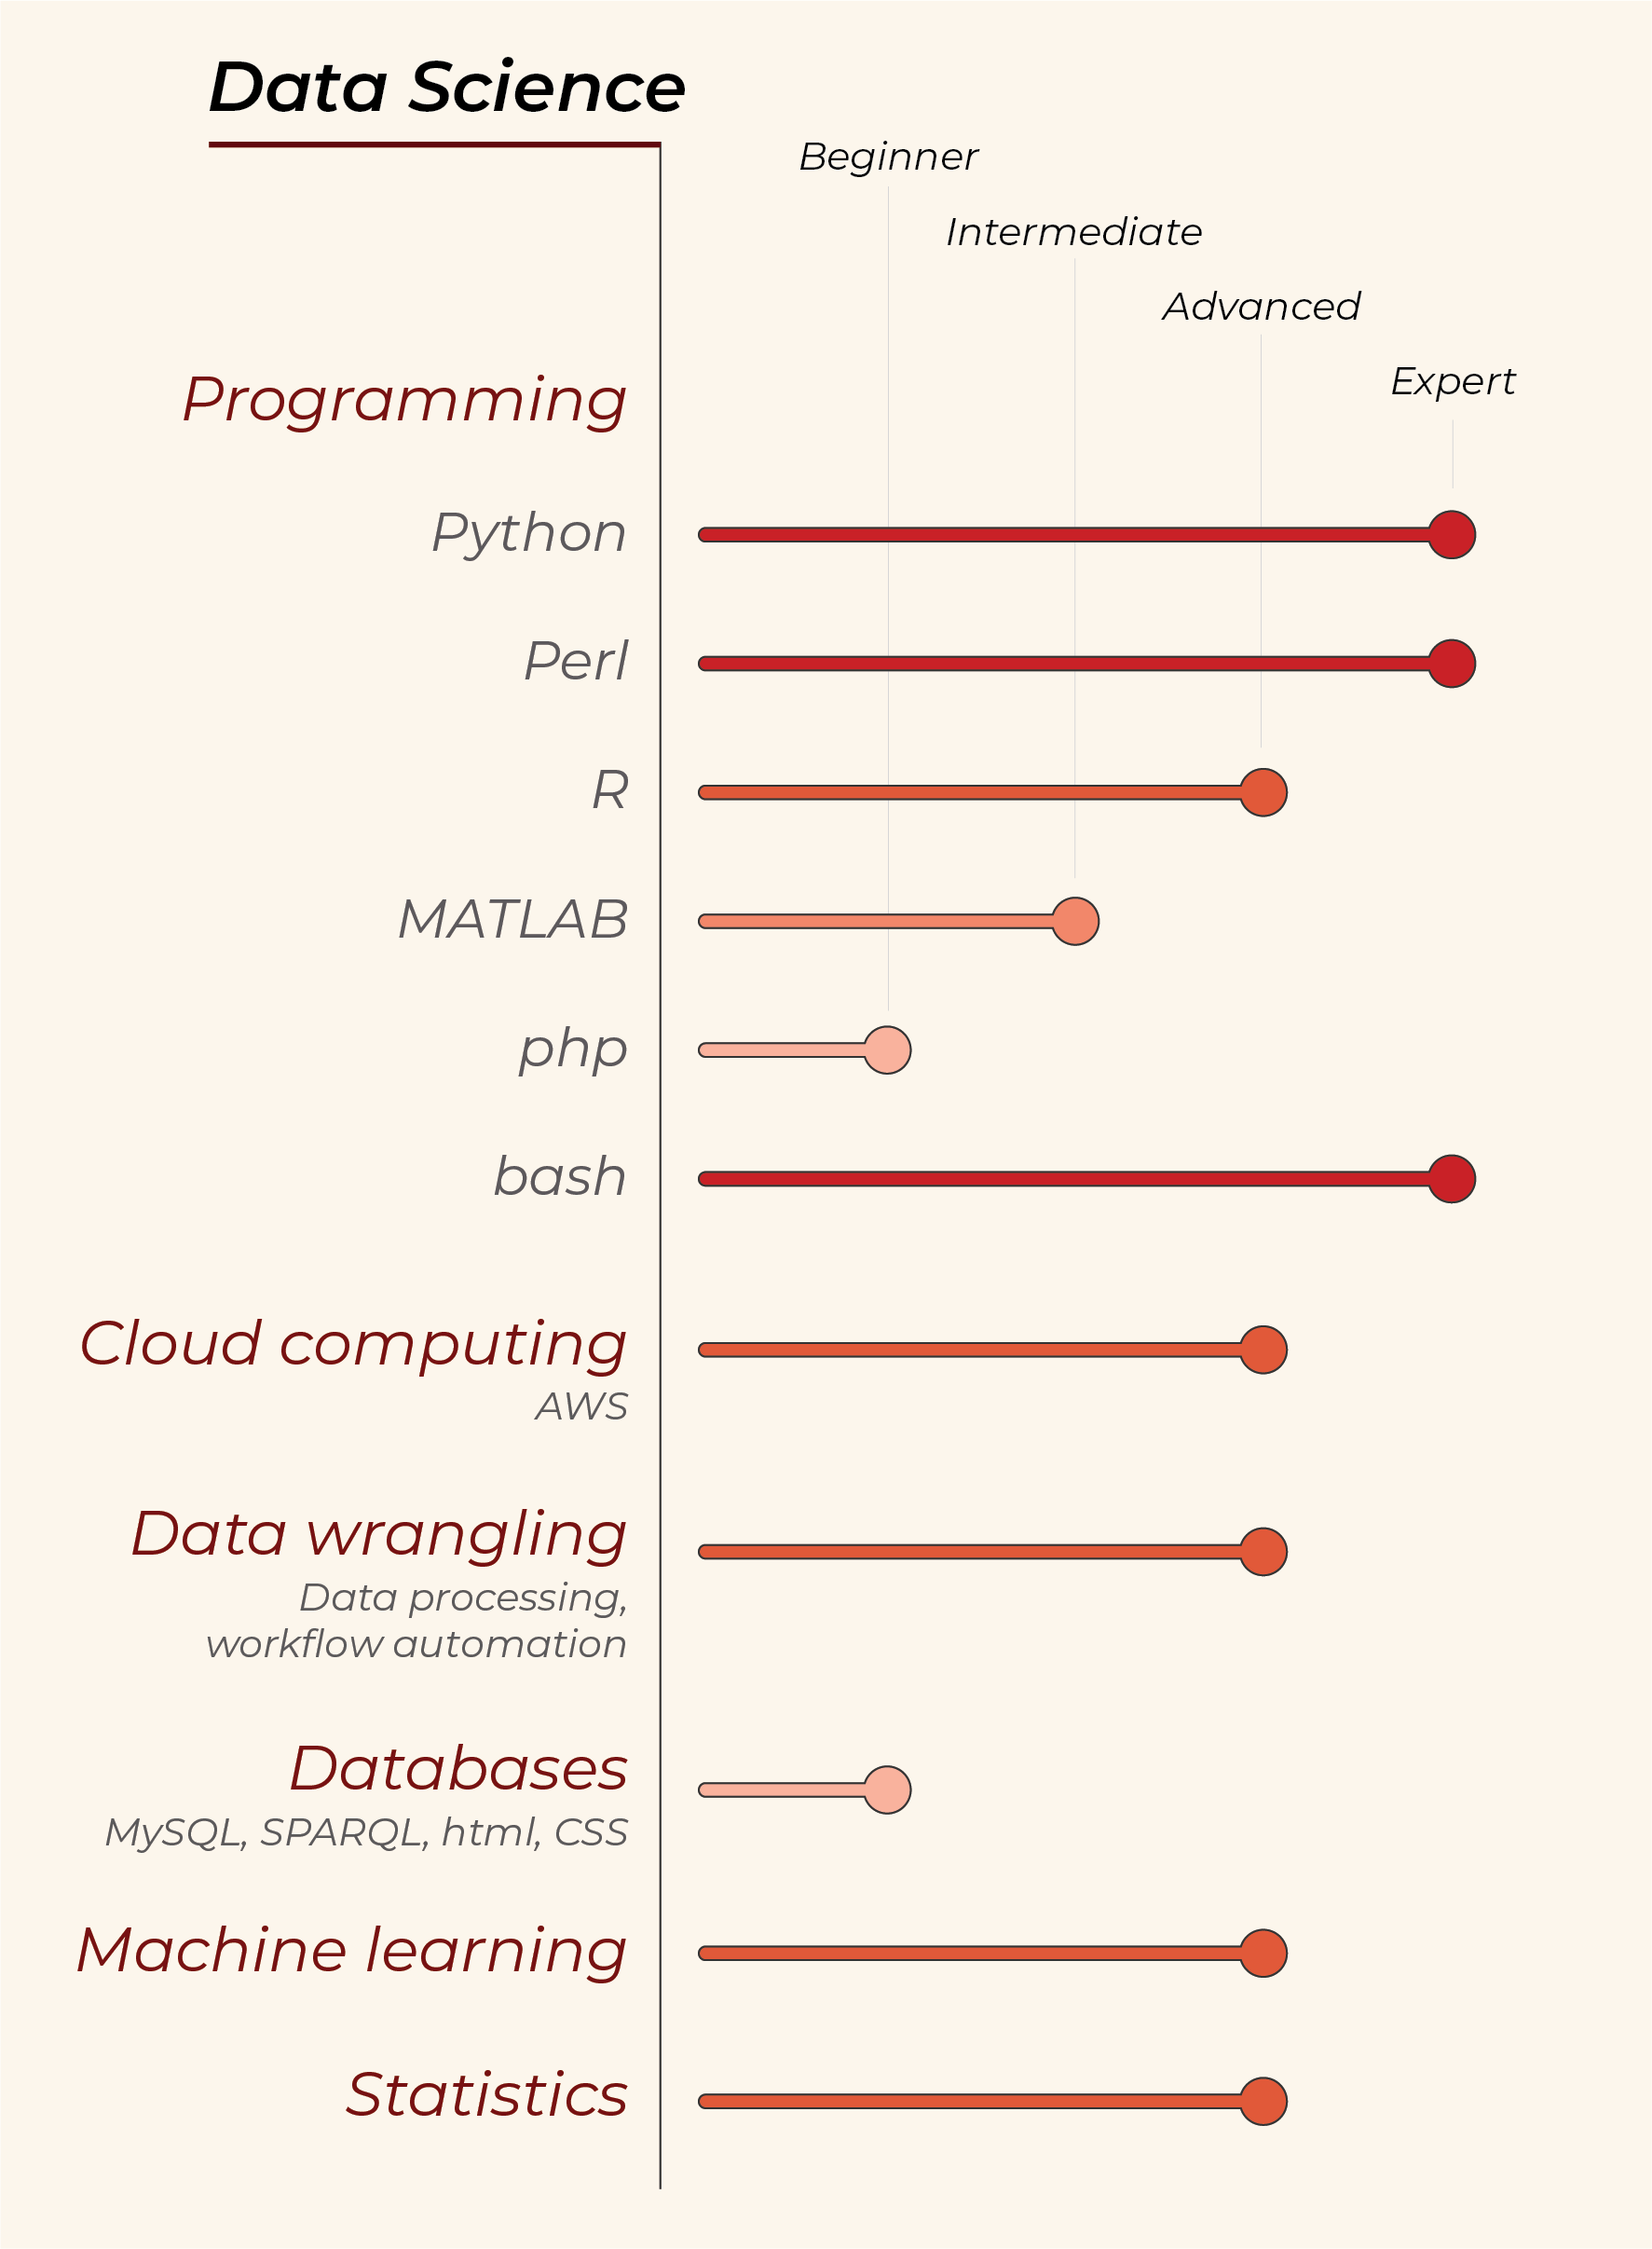 Data Science
Beginner
Intermediate
Advanced
Expert
Programming
Python
Perl
R
MATLAB
php
bash
Cloud computing
AWS
Data wrangling
Data processing,
workflow automation
Databases
MySQL, SPARQL, html, CSS
Machine learning
Statistics